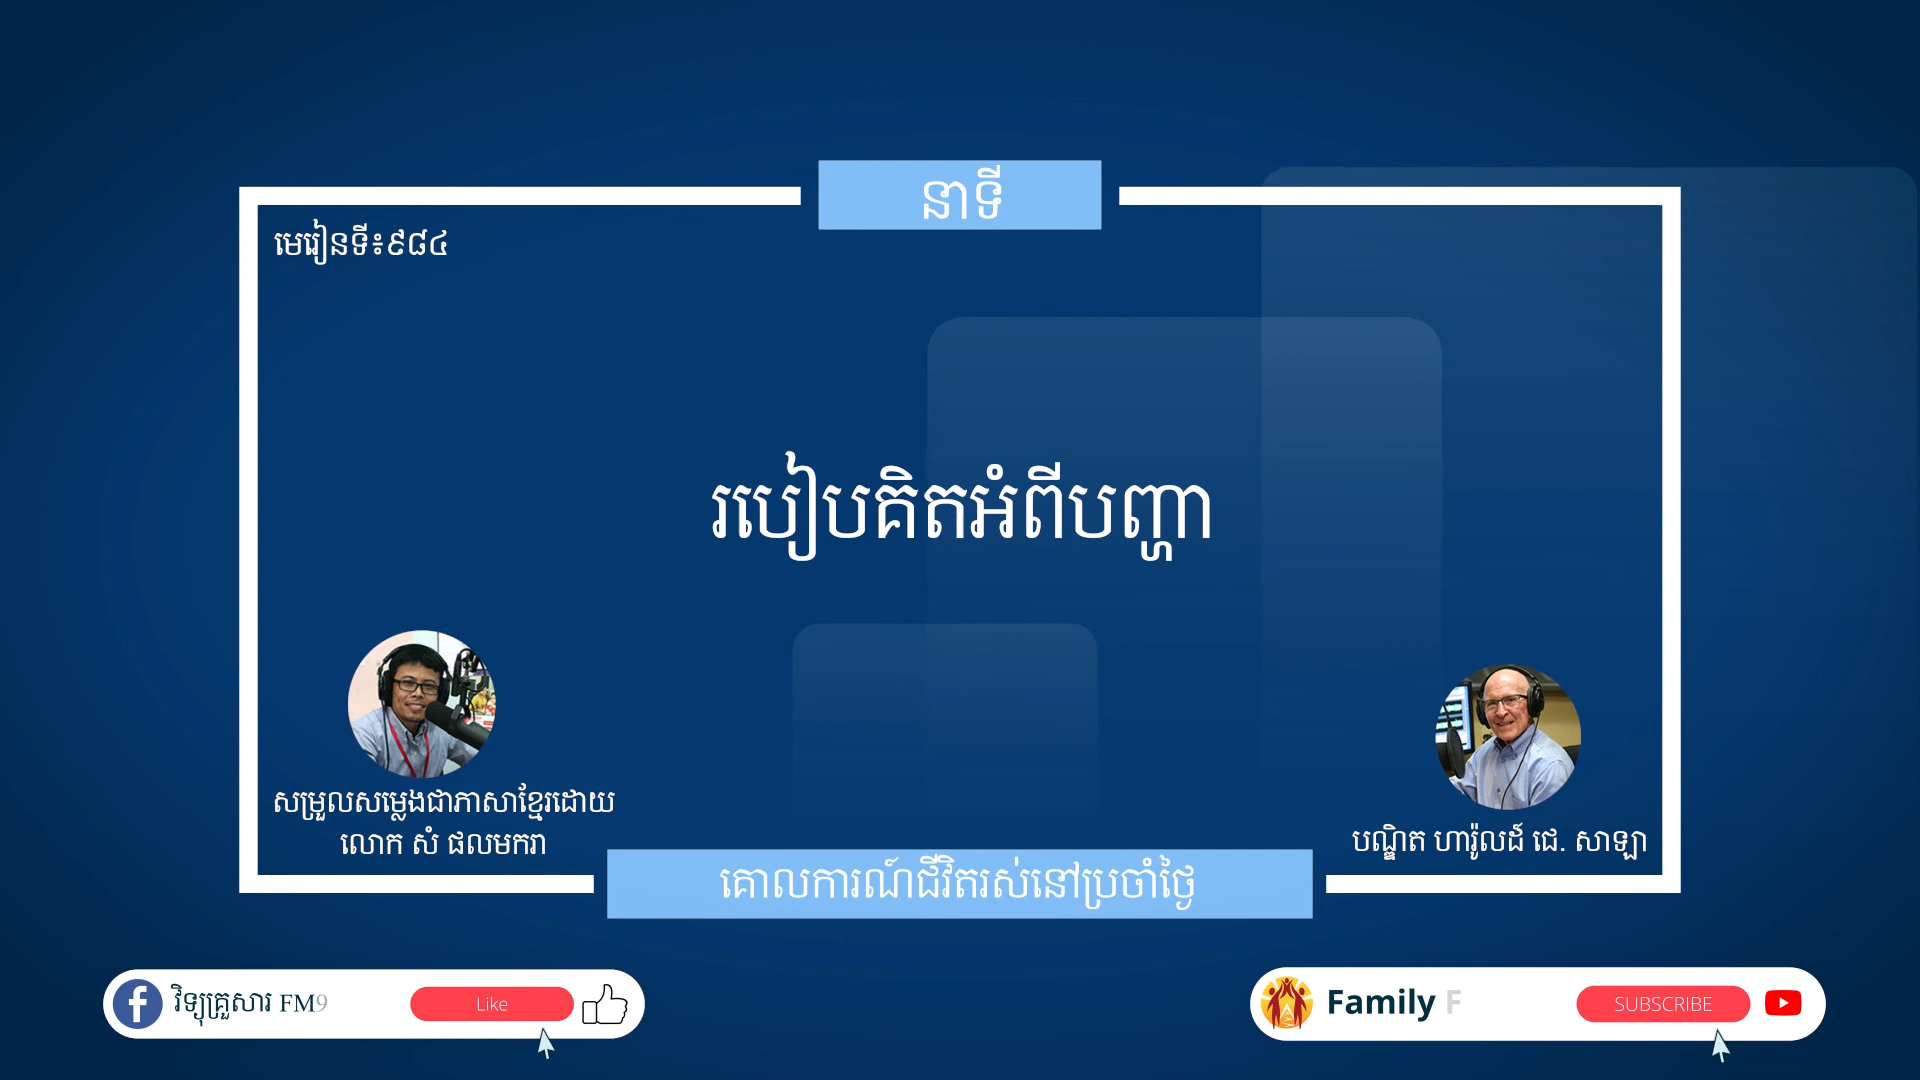 នាទី
មេរៀនទី៖៩៨៤
របៀបគិតអំពីបញ្ហា
សម្រួលសម្លេងជាភាសាខ្មែរដោយ
លោក សំ ផលមករា
បណ្ឌិត ហារ៉ូលដ៍ ជេ. សាឡា
គោលការណ៍ជីវិតរស់នៅប្រចាំថ្ងៃ
វិទ្យុគ្រួសារ FM9
Like
Family F
SUBSCRIBE